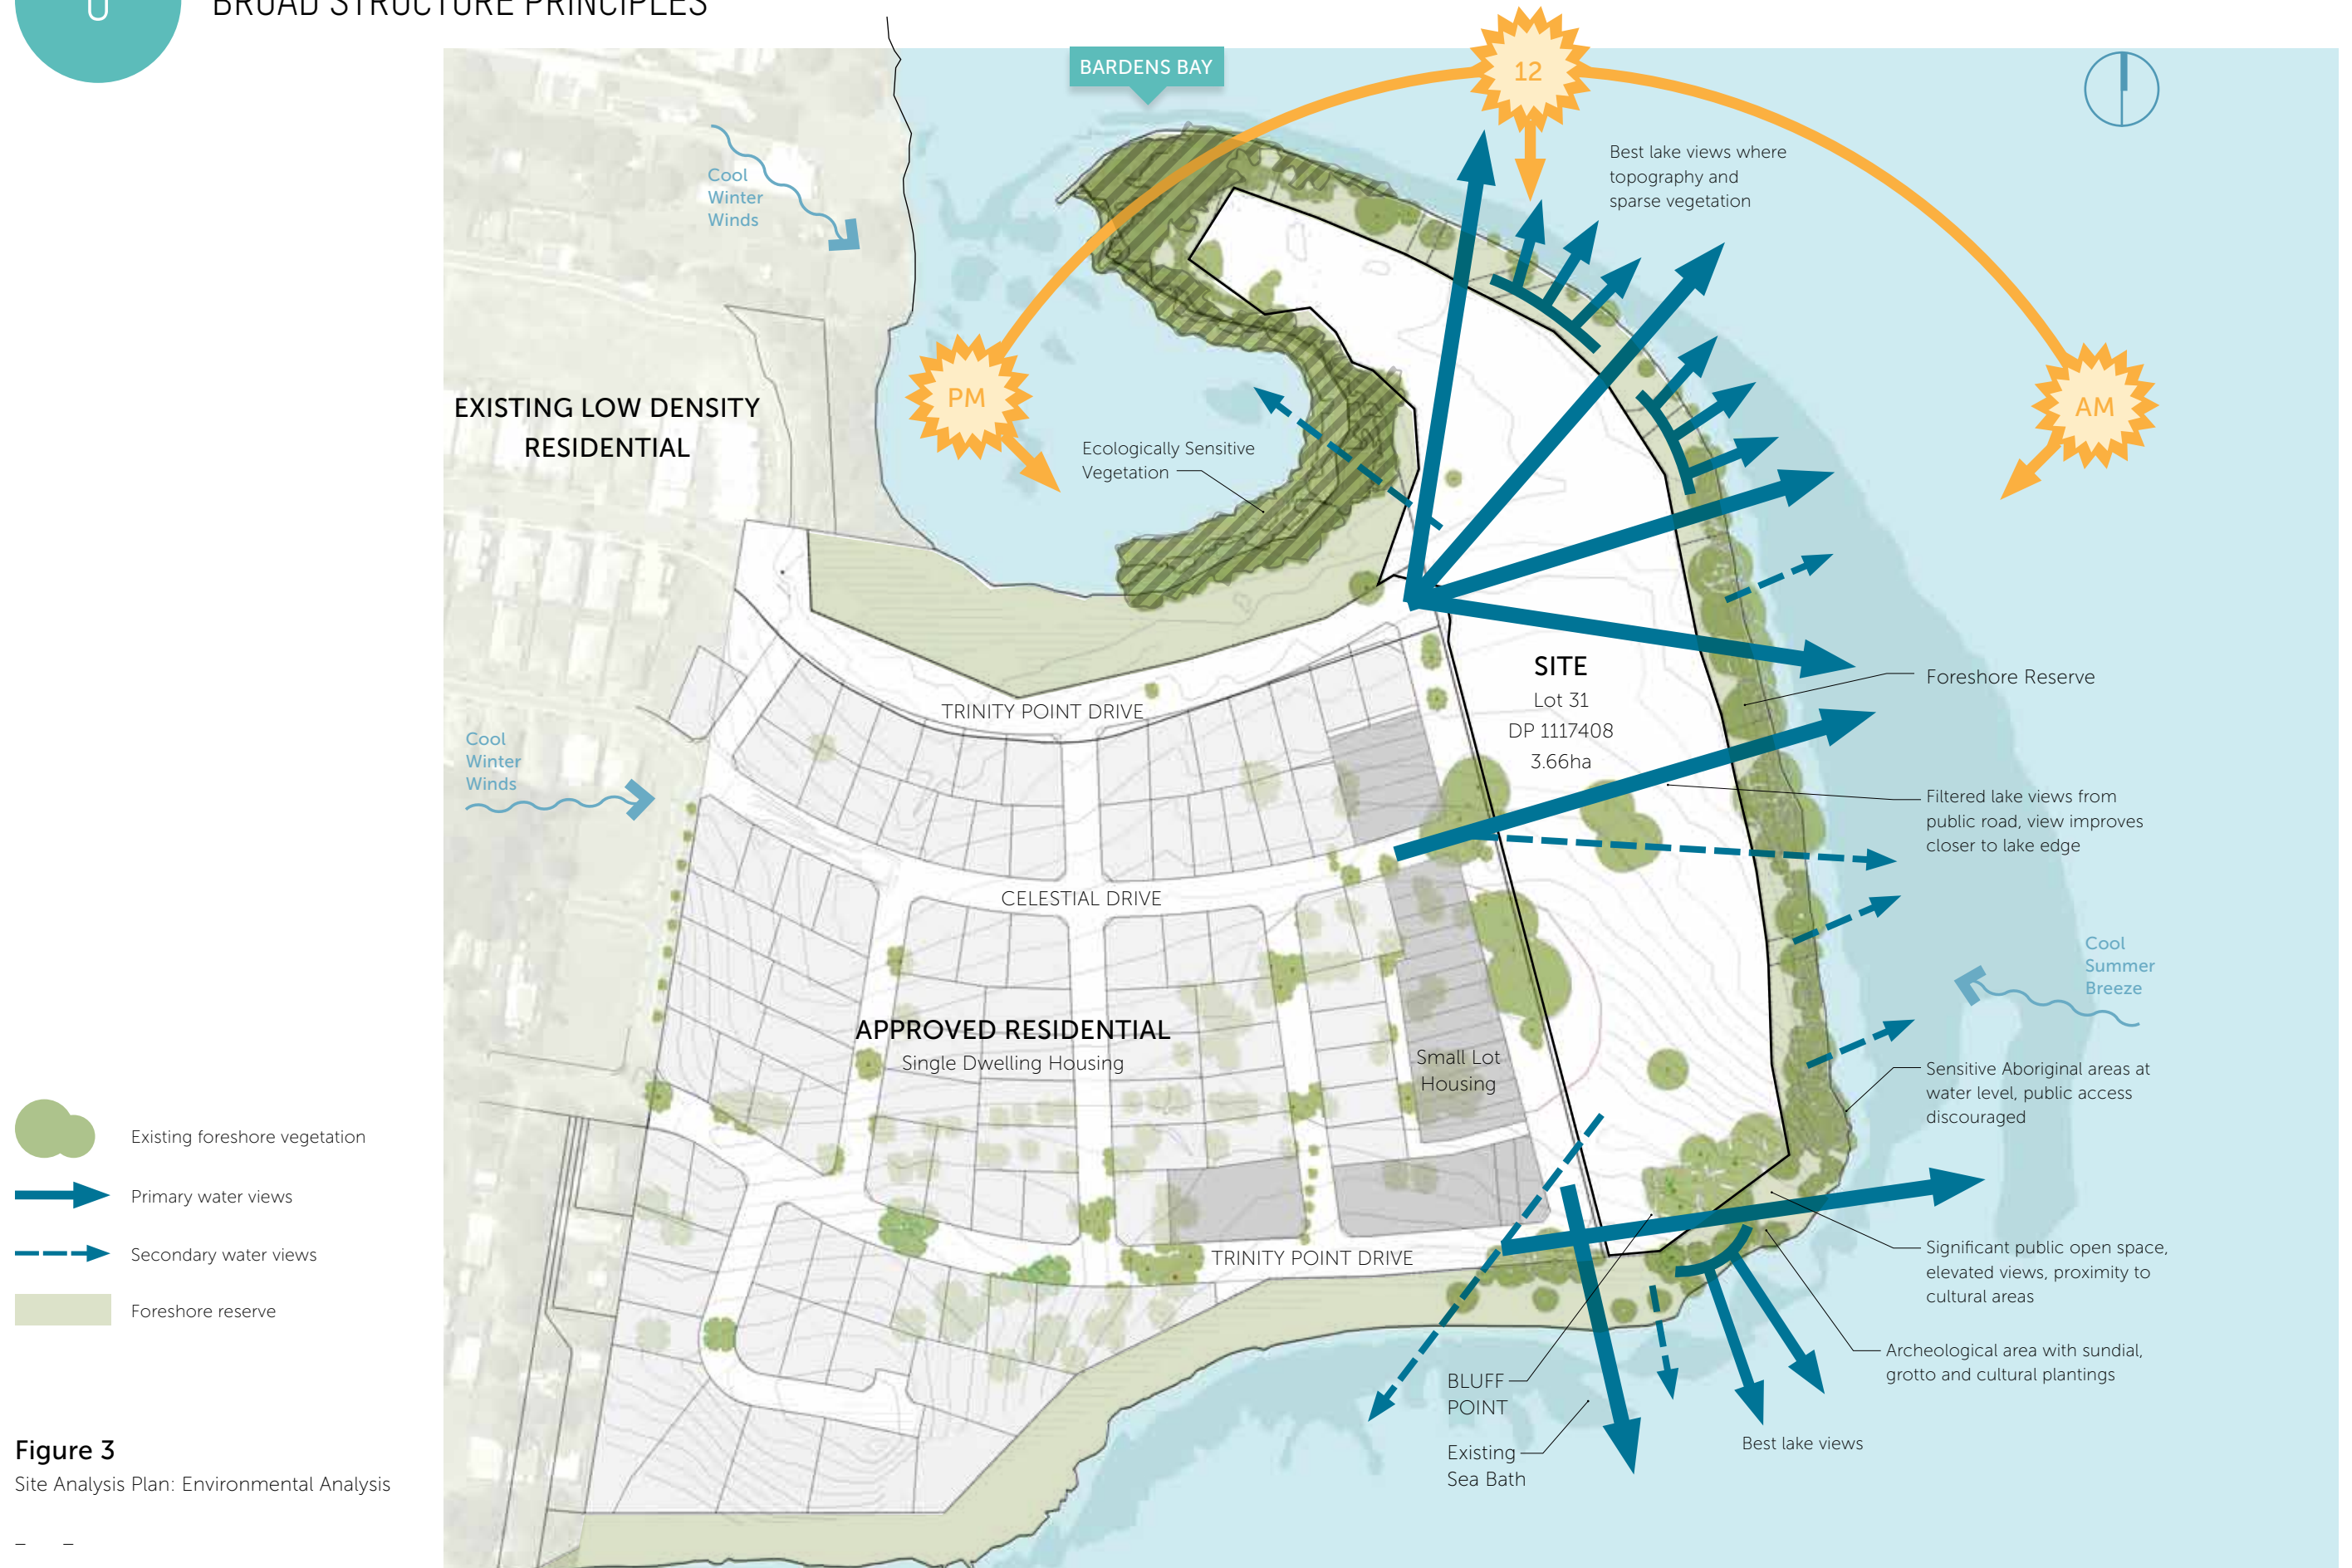 BROAD STRUCTURE PRINCIPLES
BARDENS BAY
12
Best lake views where
topography and
sparse vegetation
Cool
Winter
Winds
PM
AM
EXISTING LOW DENSITY
RESIDENTIAL
Ecologically Sensitive
Vegetation
SITE
Lot 31
DP 1117408
3.66ha
Foreshore Reserve
TRINITY POINT DRIVE
Cool
Winter
Winds
Filtered lake views from
public road, view improves
closer to lake edge
CELESTIAL DRIVE
Cool
Summer
Breeze
APPROVED RESIDENTIAL
Single Dwelling Housing
Small Lot
Housing
Sensitive Aboriginal areas at
water level, public access
discouraged
Existing foreshore vegetation
Primary water views
Secondary water views
Foreshore reserve
TRINITY POINT DRIVE
Significant public open space,
elevated views, proximity to
cultural areas
Archeological area with sundial,
grotto and cultural plantings
BLUFF
POINT
Existing
Sea Bath
Best lake views
Figure 3
Site Analysis Plan: Environmental Analysis